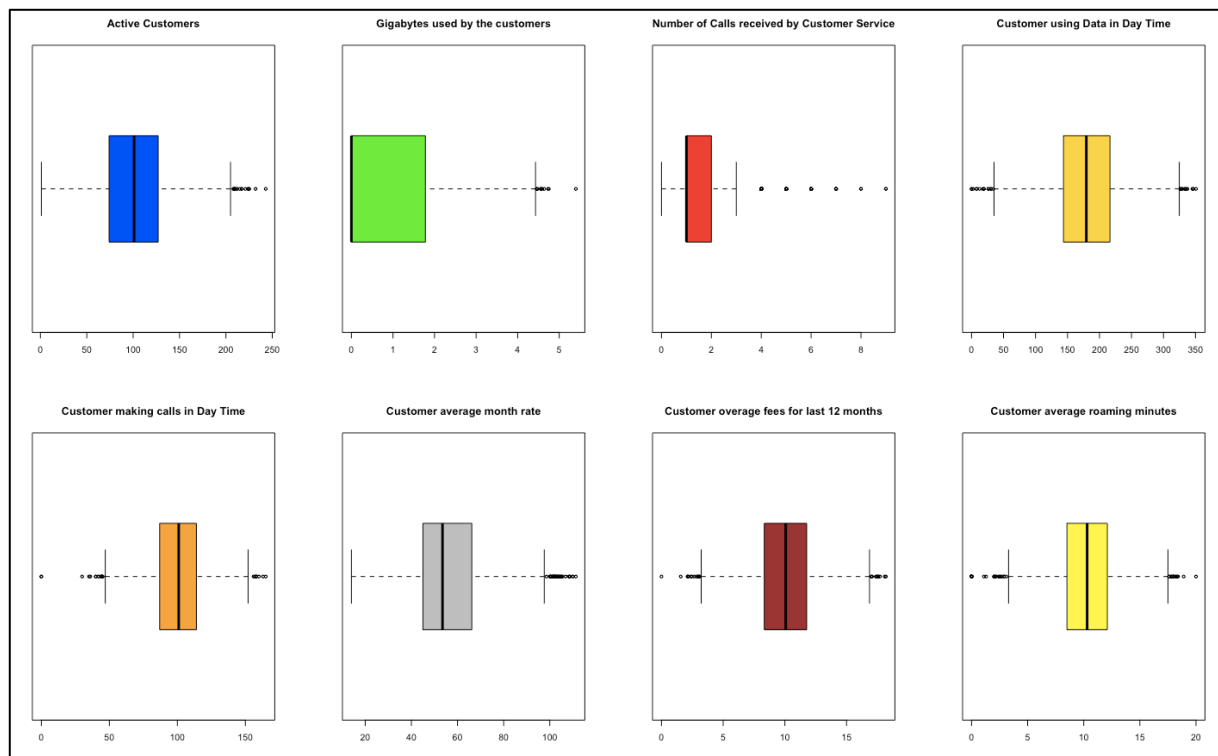 Active Customers
Gigabytes used by the customers
Number of Calls received by Customer Service
Customer using Data in Day Time
0 50 100 150 200 250
0 1 2 3 4 5
0 2 4 6 8
0 50 100 150 200 250 300 350
Customer making calls in Day Time
Customer average month rate
Customer overage fees for last 12 months
Customer average roaming minutes
0 50 100 150
20 40 60 80 100
0 5 10 15
0 5 10 15 20